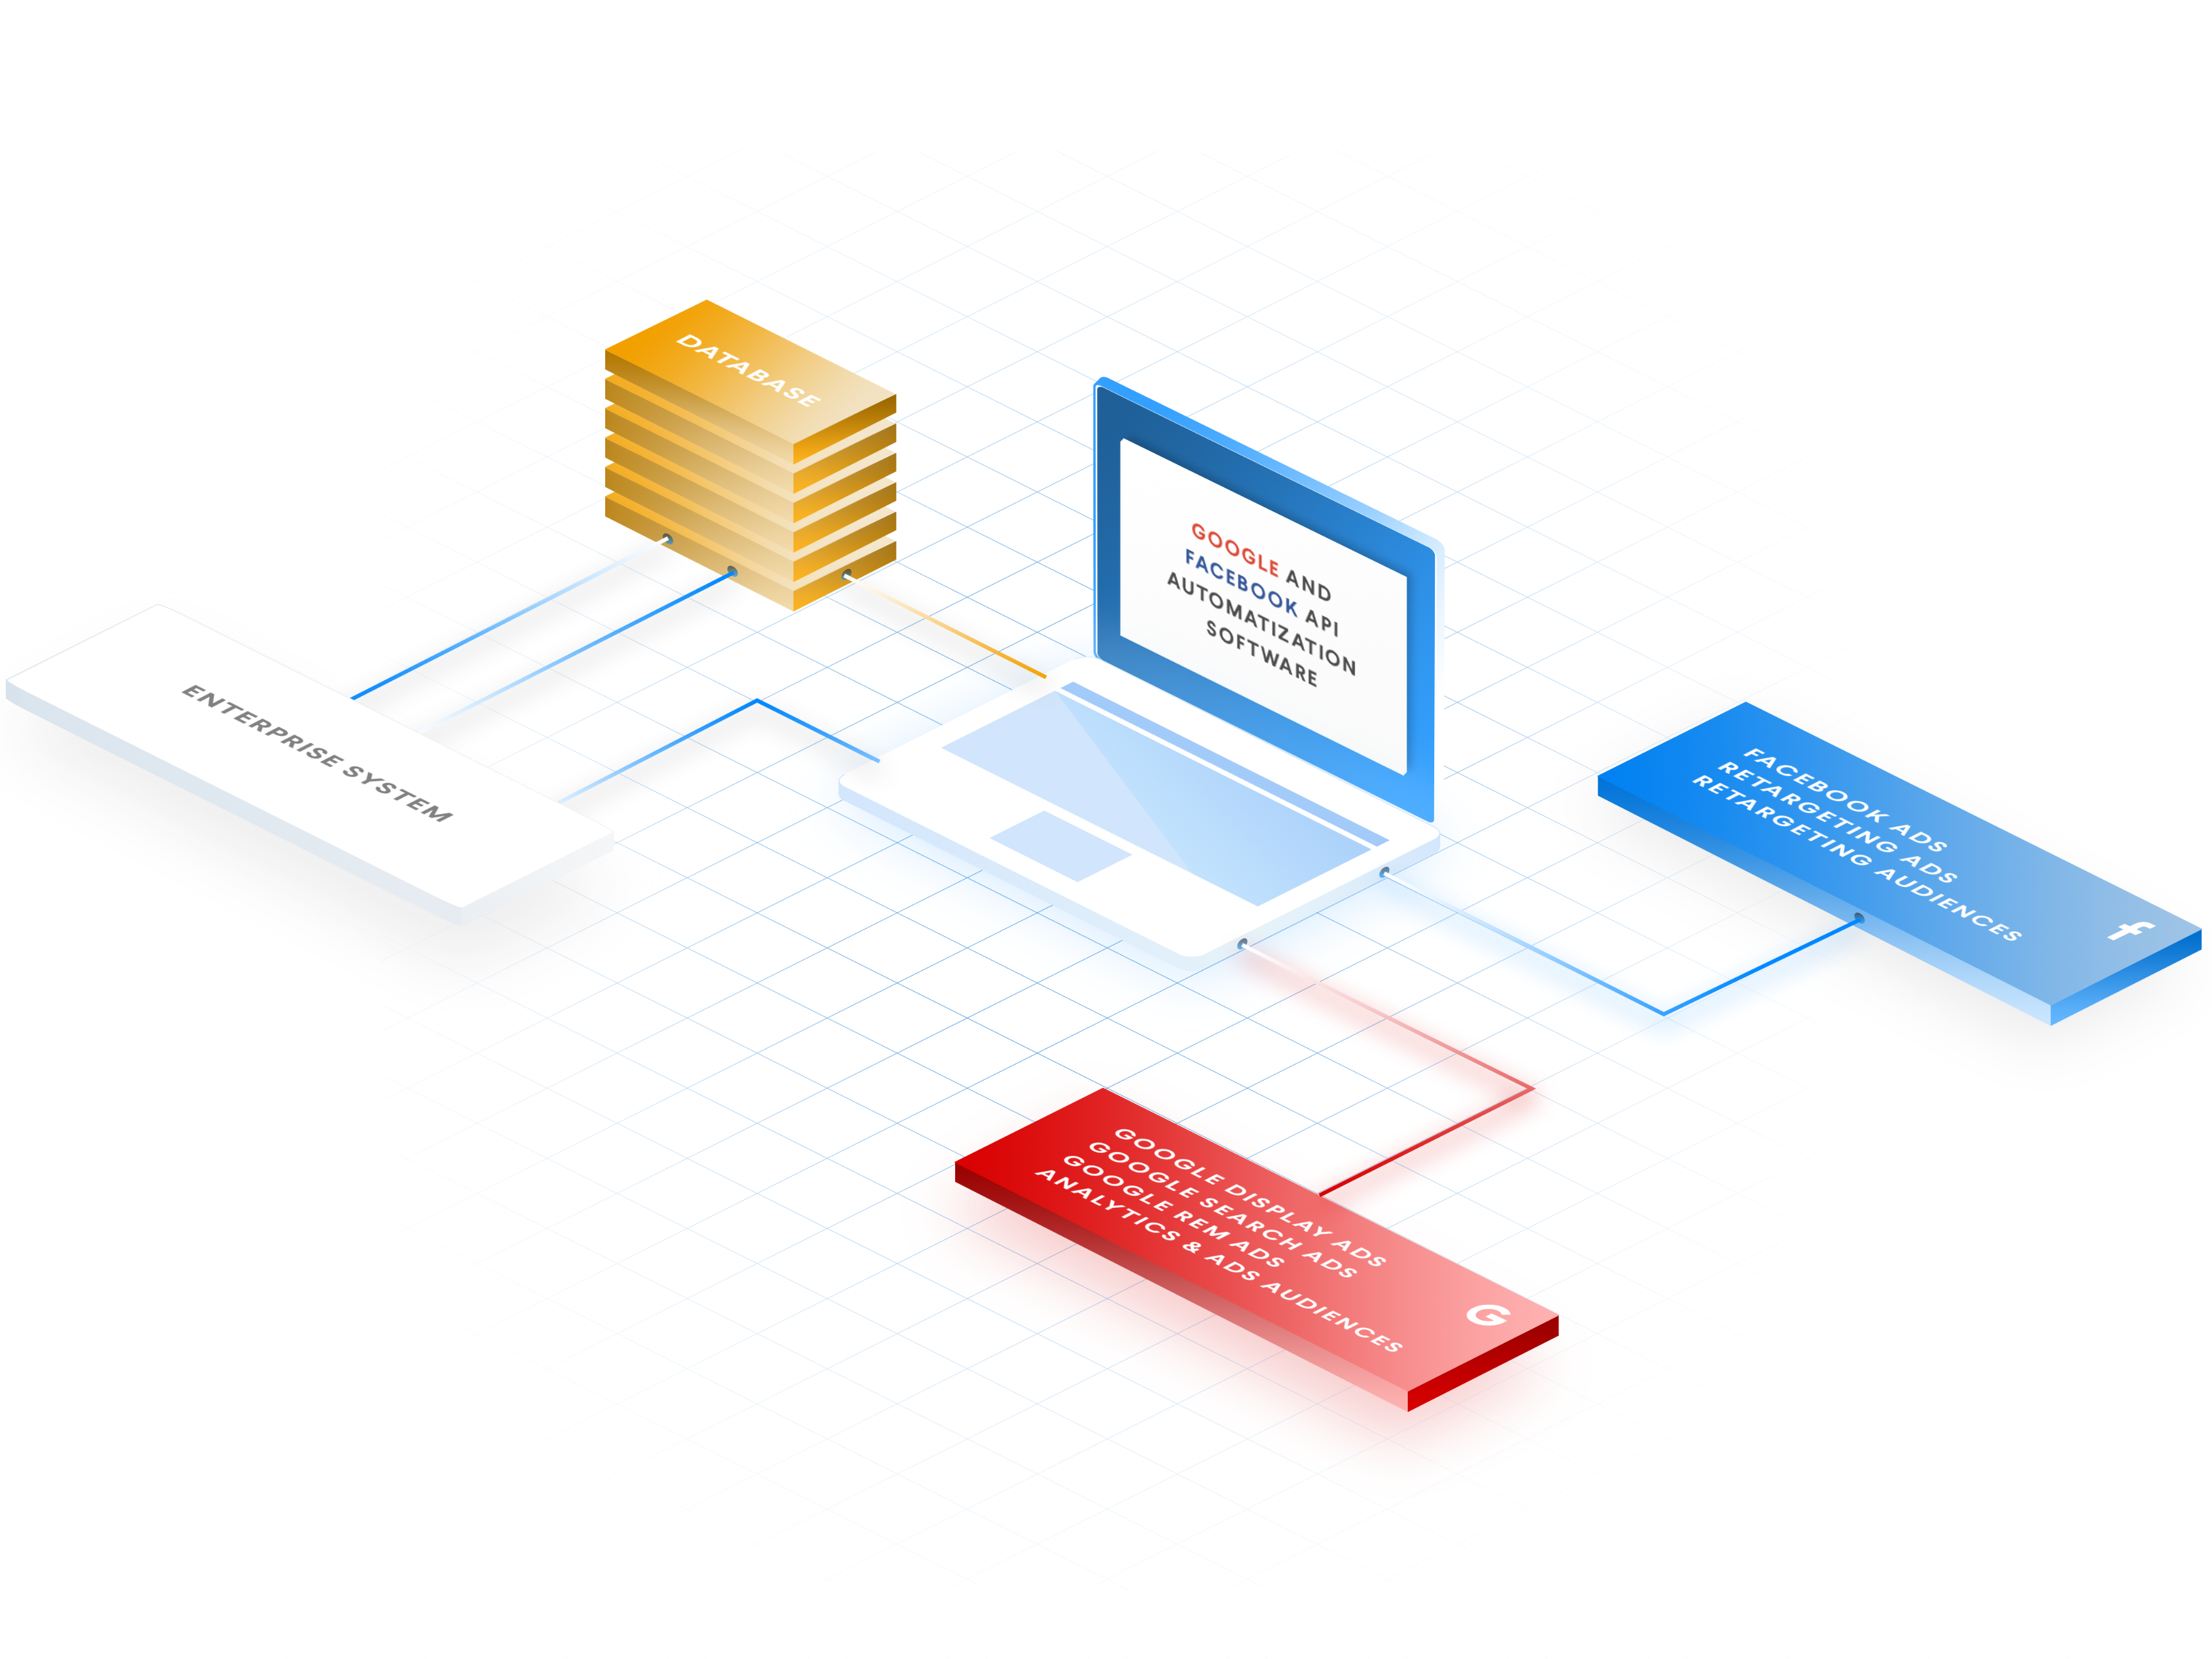 DATABASE
GOOGLE AND
FACEBOOK API
AUTOMATIZATION
SOFTWARE
ENTERPRISE SYSTEM
FACEBOOK ADS
RETARGETING ADS
RETARGETING AUDIENCES
f
GOOGLE DISPLAY ADS
GOOGLE SEARCH ADS
GOOGLE REM ADS
ANALYTICS & ADS AUDIENCES
G